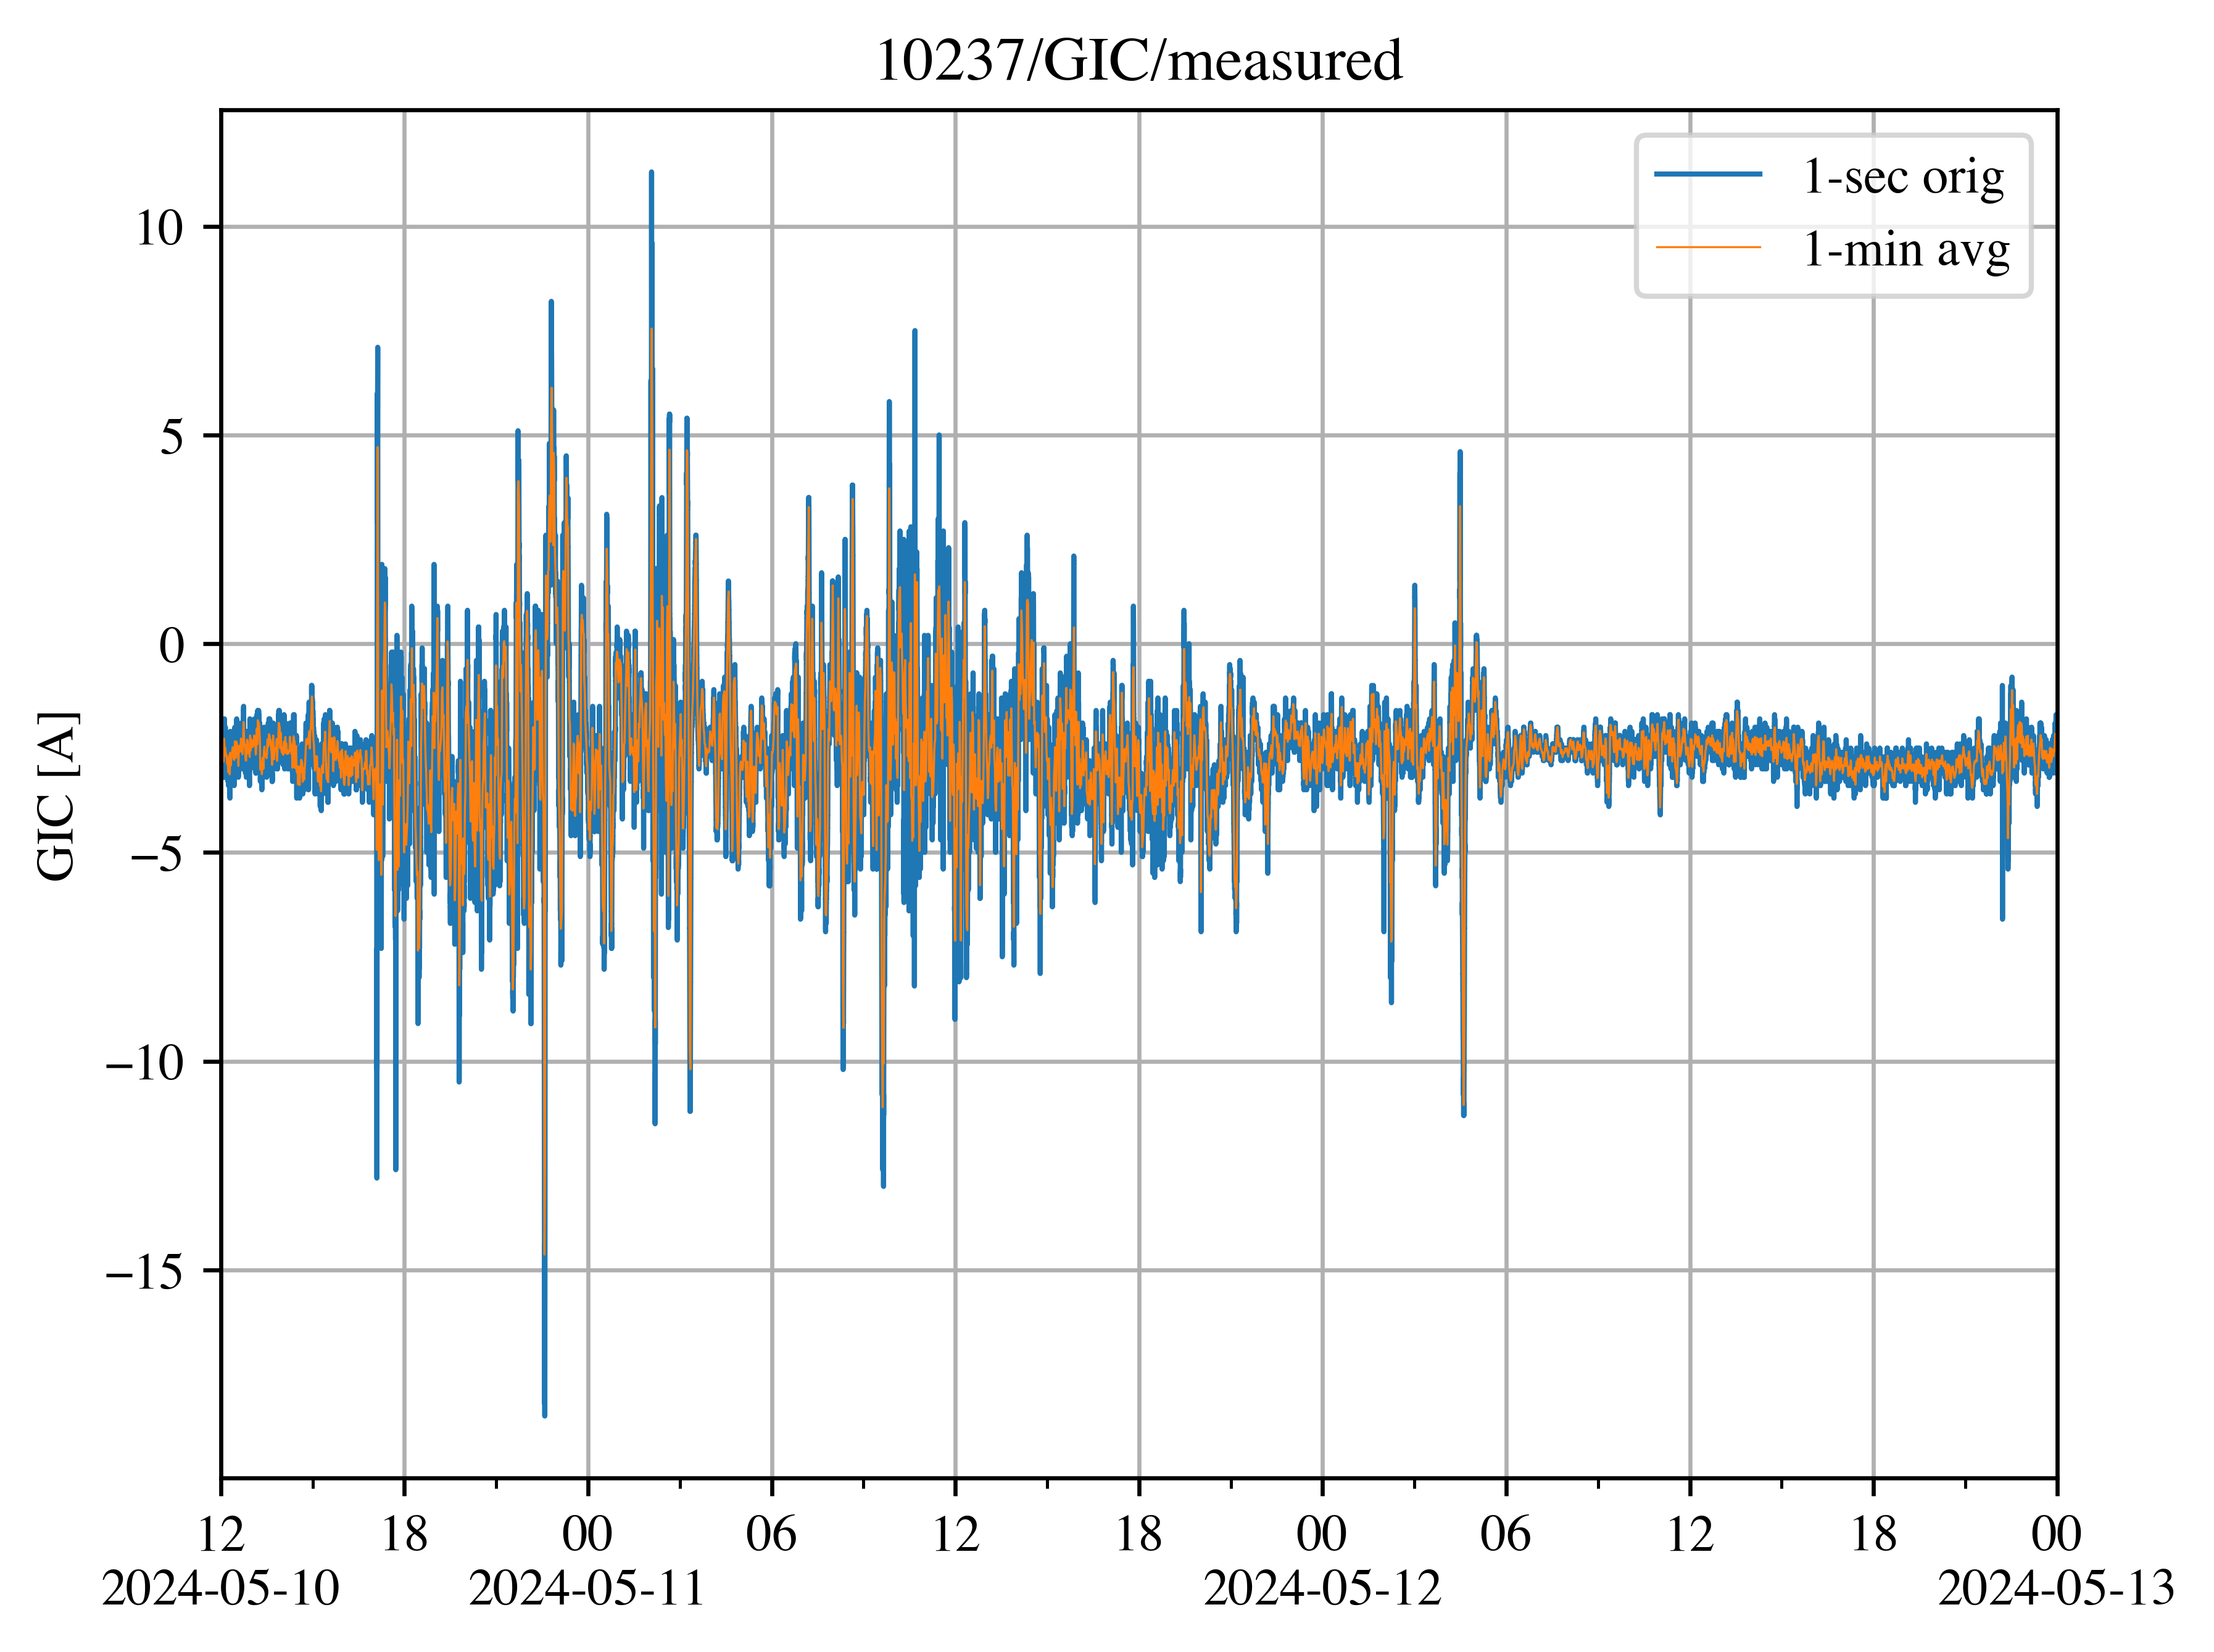 10237/GIC/measured
1-sec orig
1-min avg
GIC [A]
10
5
0
−5
−10
−15
12 18 00 06 12 18 00 06 12 18 00
2024-05-10 2024-05-11 2024-05-12 2024-05-13